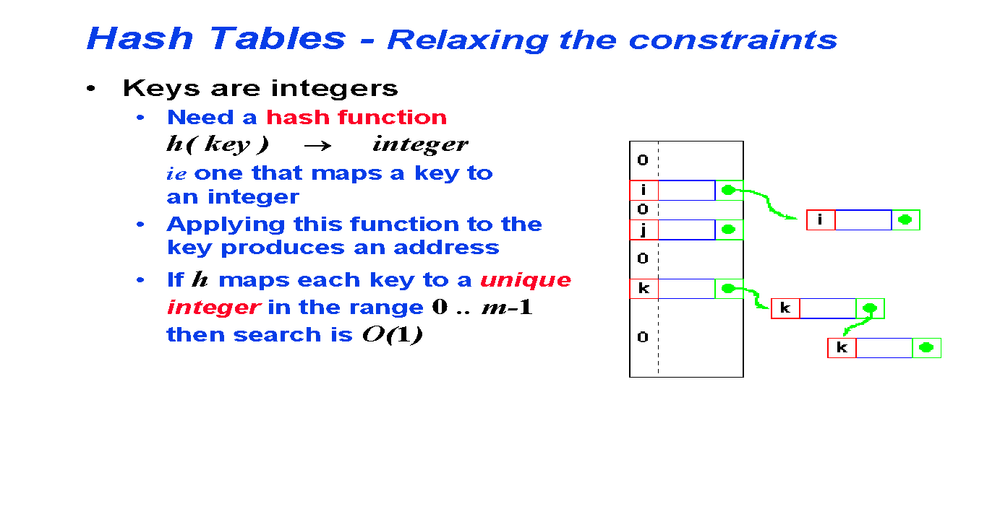 Hash Tables - Relaxing the constraints
• Keys are integers
• Need a hash function
h( key ) → integer
ie one that maps a key to
an integer
• Applying this function to the
key produces an address
• If h maps each key to a unique
integer in the range 0 .. m-1
then search is O(1)
0
i
0
i
j
0
k
k
0
k